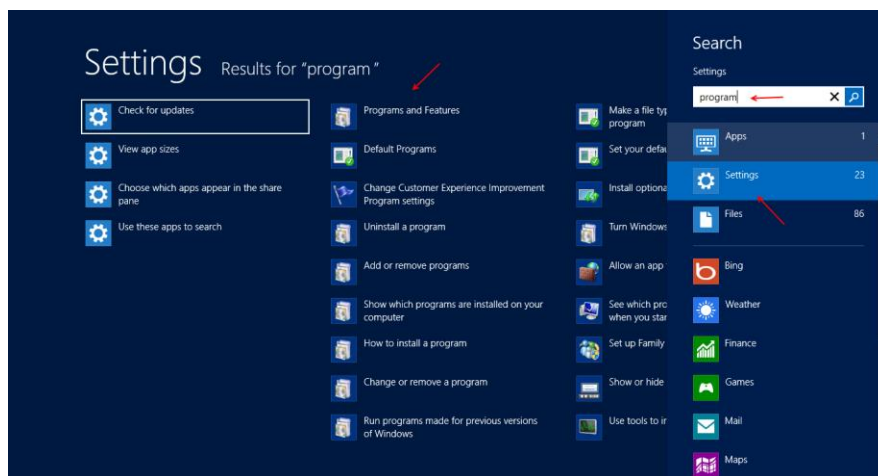 Settings Results for "program "
Check for updates
View app sizes
Choose which apps appear in the share
pane
Use these apps to search
Programs and Features
Default Programs
Change Customer Experience Improvement
Program settings
Uninstall a program
Add or remove programs
Show which programs are installed on your
computer
How to install a program
Change or remove a program
Run programs made for previous versions
of Windows
Make a file typ
program
Set your defau
Install optiona
Turn Windows
Allow an app
See which pro
when you star
Set up Family
Show or hide
Use tools to ir
Search
Settings
program
Apps 1
Settings 23
Files 86
Bing
Weather
Finance
Games
Mail
Maps